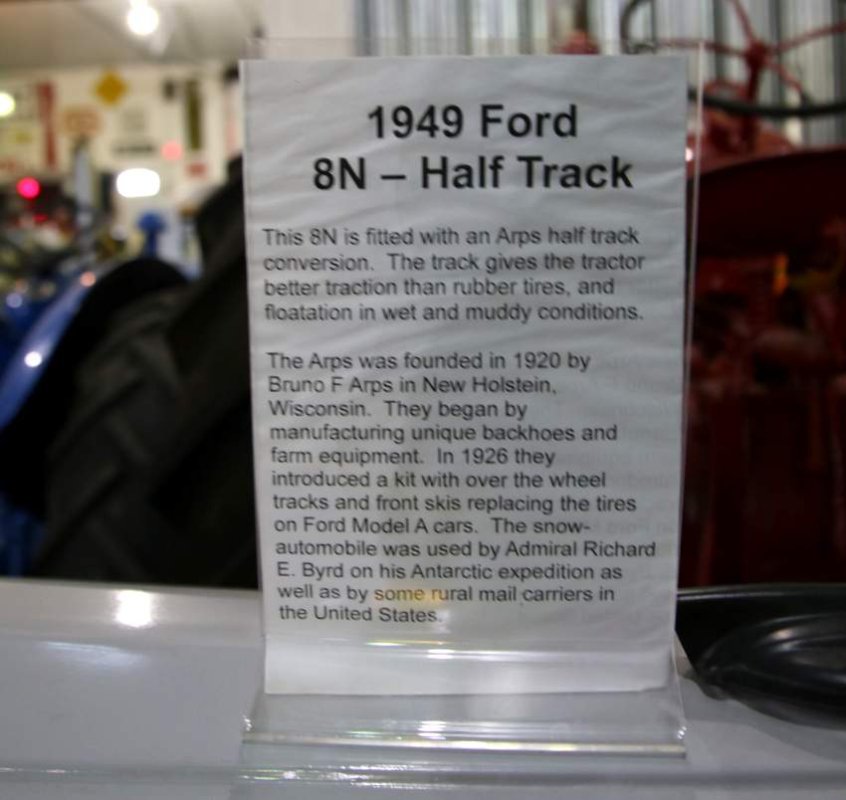 1949 Ford
8N – Half Track
This 8N is fitted with an Arps half track
conversion. The track gives the tractor
better traction than rubber tires, and
floatation in wet and muddy conditions.
The Arps was founded in 1920 by
Bruno F Arps in New Holstein,
Wisconsin. They began by
manufacturing unique backhoes and
farm equipment. In 1926 they
introduced a kit with over the wheel
tracks and front skis replacing the tires
on Ford Model A cars. The snow-
automobile was used by Admiral Richard
E. Byrd on his Antarctic expedition as
well as by some rural mail carriers in
the United States.